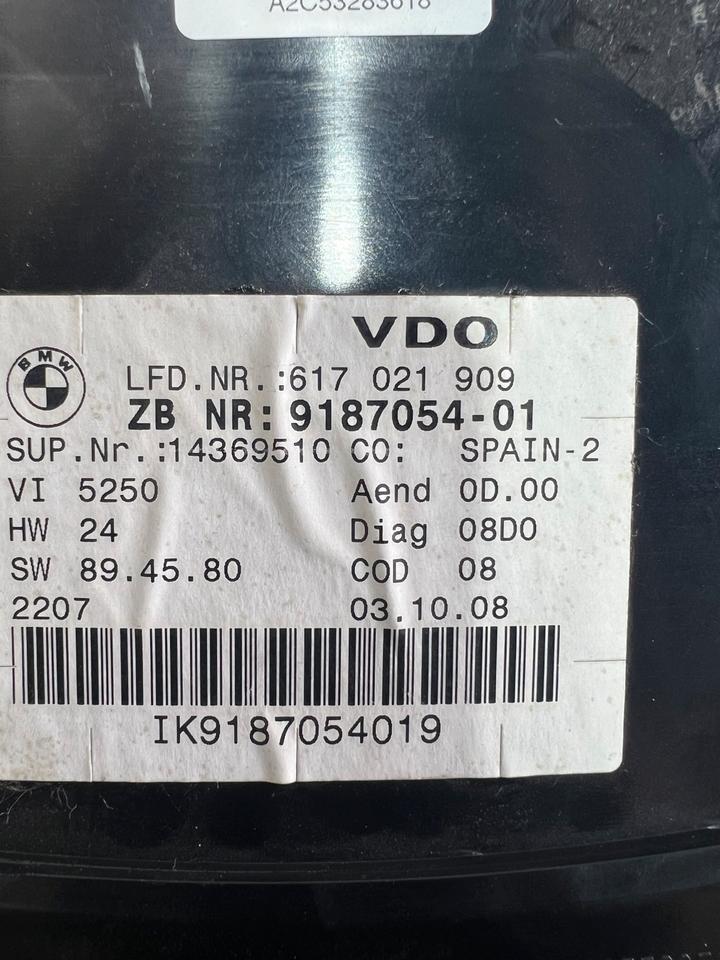 A2C53283618
VDO
BMW
LFD.NR.:617 021 909
ZB NR:9187054-01
SUP.Nr.:14369510 CO: SPAIN-2
VI 5250 Aend 0D.00
HW 24 Diag 08D0
SW 89.45.80 COD 08
2207 03.10.08
IK9187054019